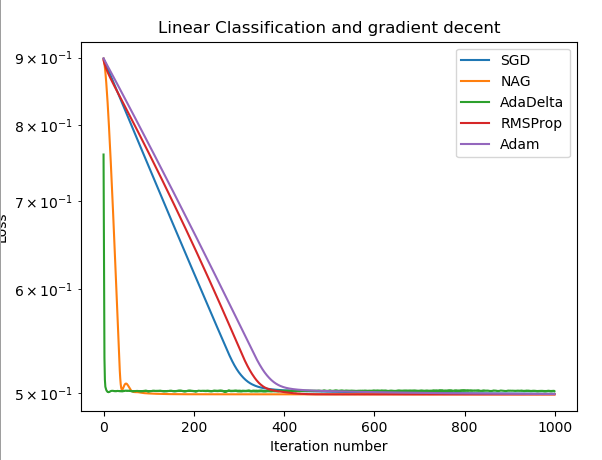 Linear Classification and gradient decent
9 × 10⁻¹
8 × 10⁻¹
7 × 10⁻¹
6 × 10⁻¹
5 × 10⁻¹
Loss
SGD
NAG
AdaDelta
RMSProp
Adam
0
200
400
600
800
1000
Iteration number